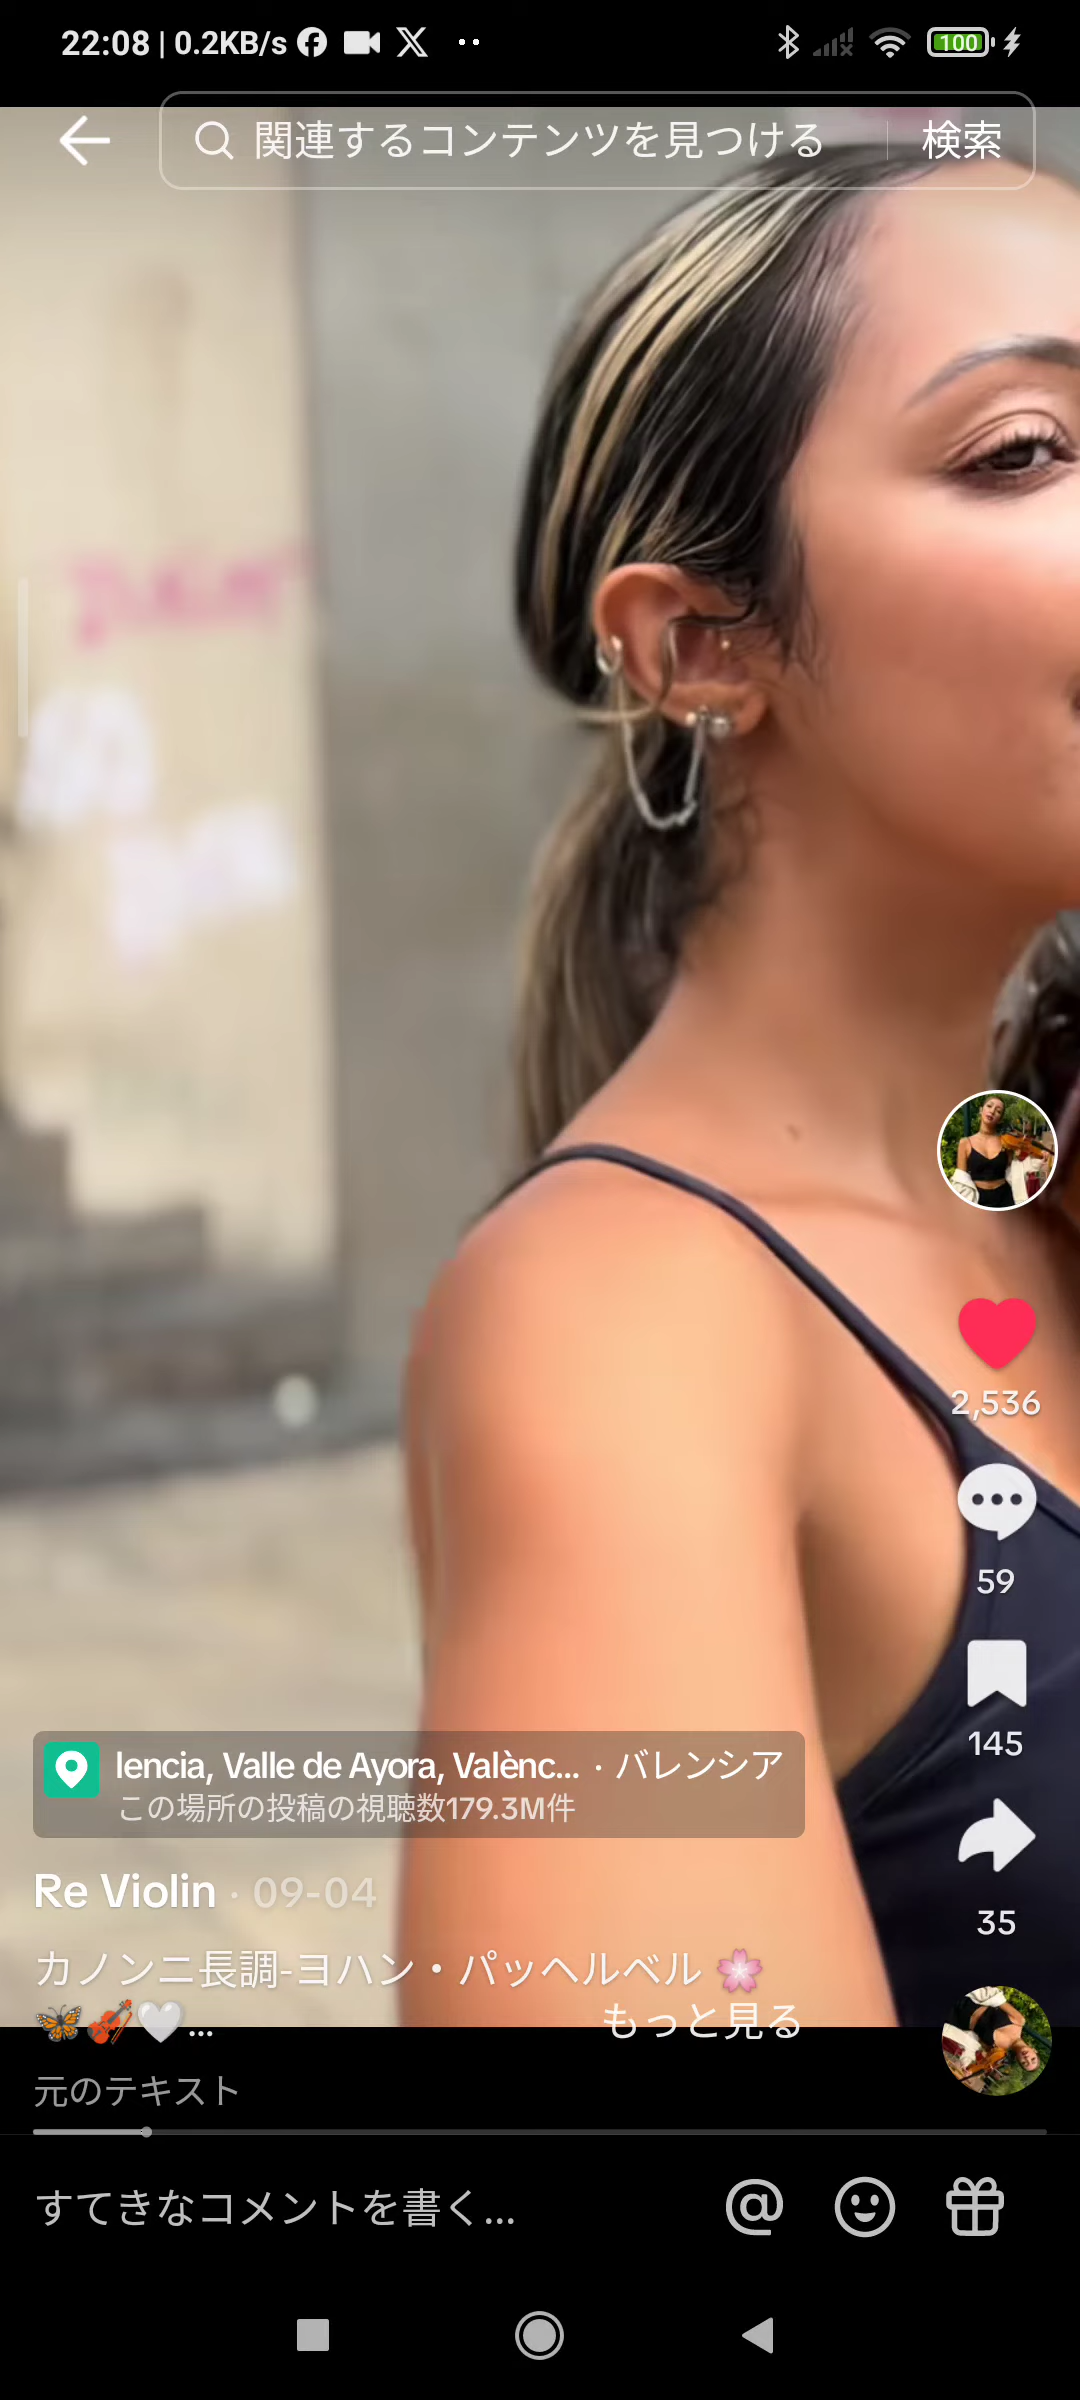 22:08 | 0.2KB/s
100
関連するコンテンツを見つける 検索
2,536
59
145
35
lencia, Valle de Ayora, Valènc... · バレンシア
この場所の投稿の視聴数179.3M件
Re Violin · 09-04
カノンニ長調-ヨハン・パッヘルベル 🌸
🦋🎻🤍... もっと見る
元のテキスト
すてきなコメントを書く...